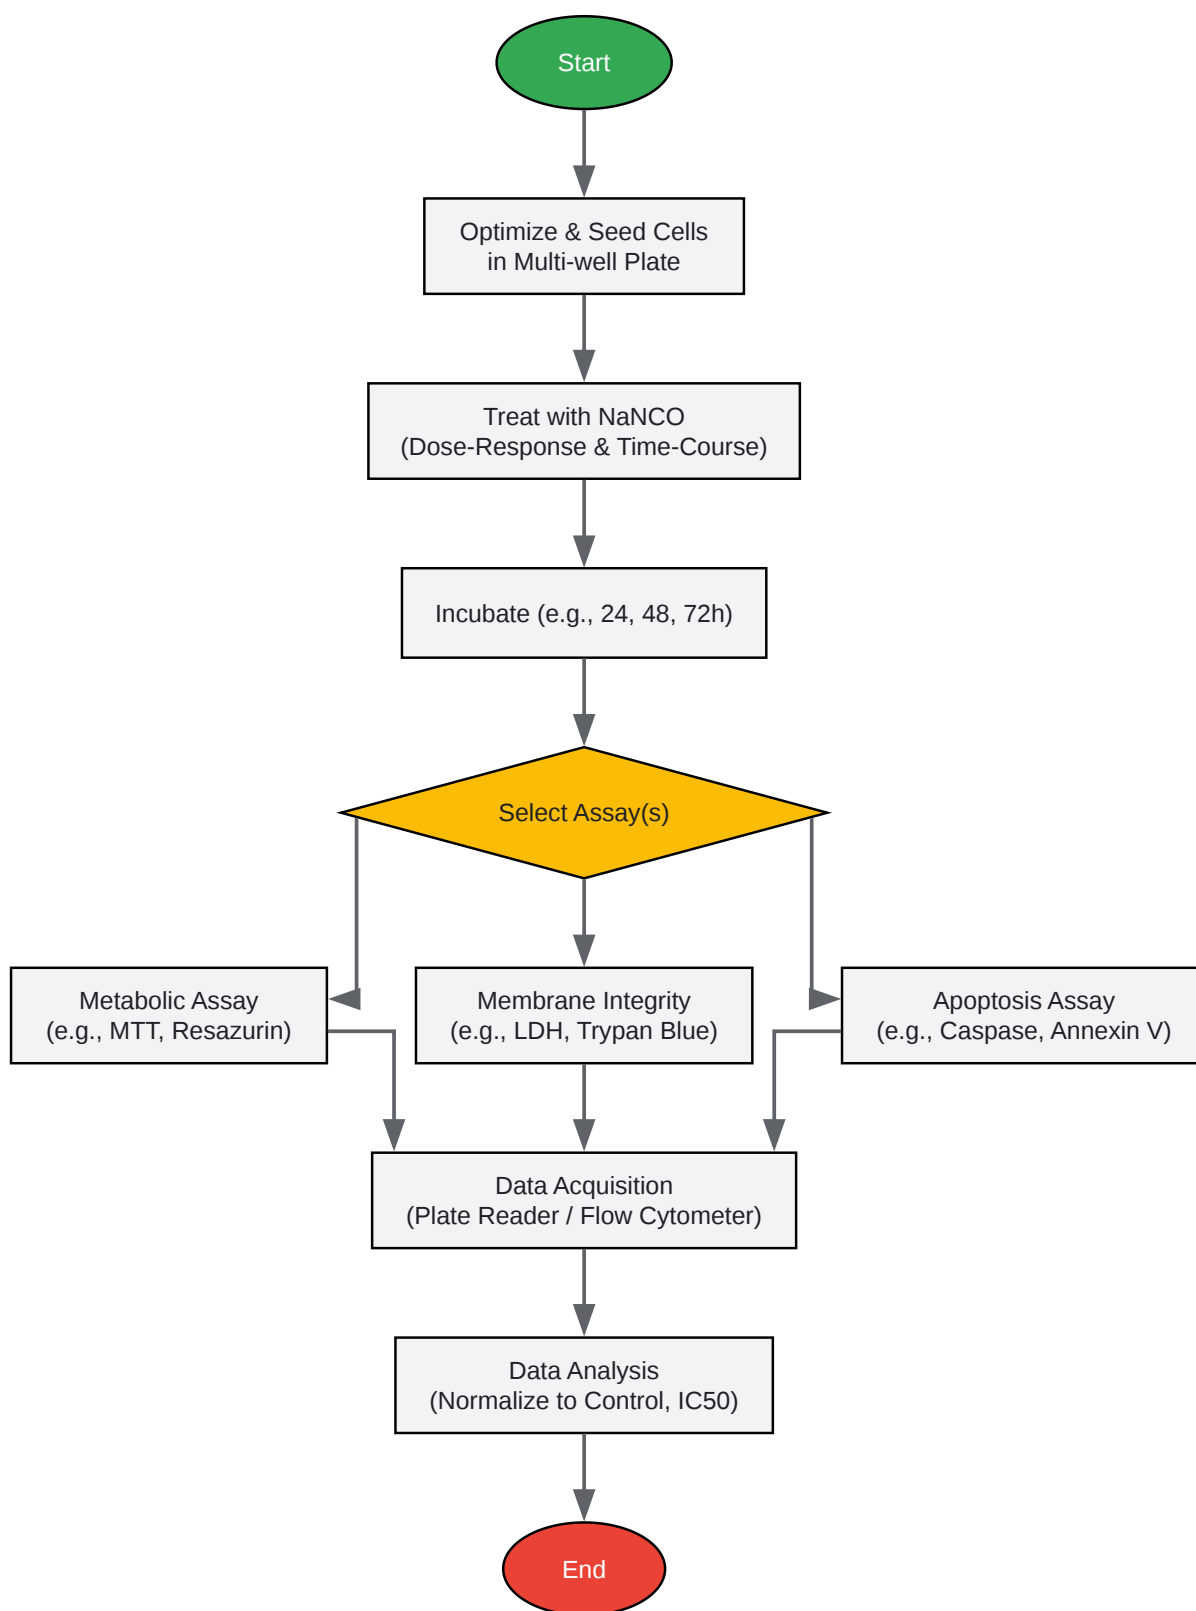 Start
Optimize & Seed Cells
in Multi-well Plate
Treat with NaNCO
(Dose-Response & Time-Course)
Incubate (e.g., 24, 48, 72h)
Select Assay(s)
Metabolic Assay
(e.g., MTT, Resazurin)
Membrane Integrity
(e.g., LDH, Trypan Blue)
Apoptosis Assay
(e.g., Caspase, Annexin V)
Data Acquisition
(Plate Reader / Flow Cytometer)
Data Analysis
(Normalize to Control, IC50)
End